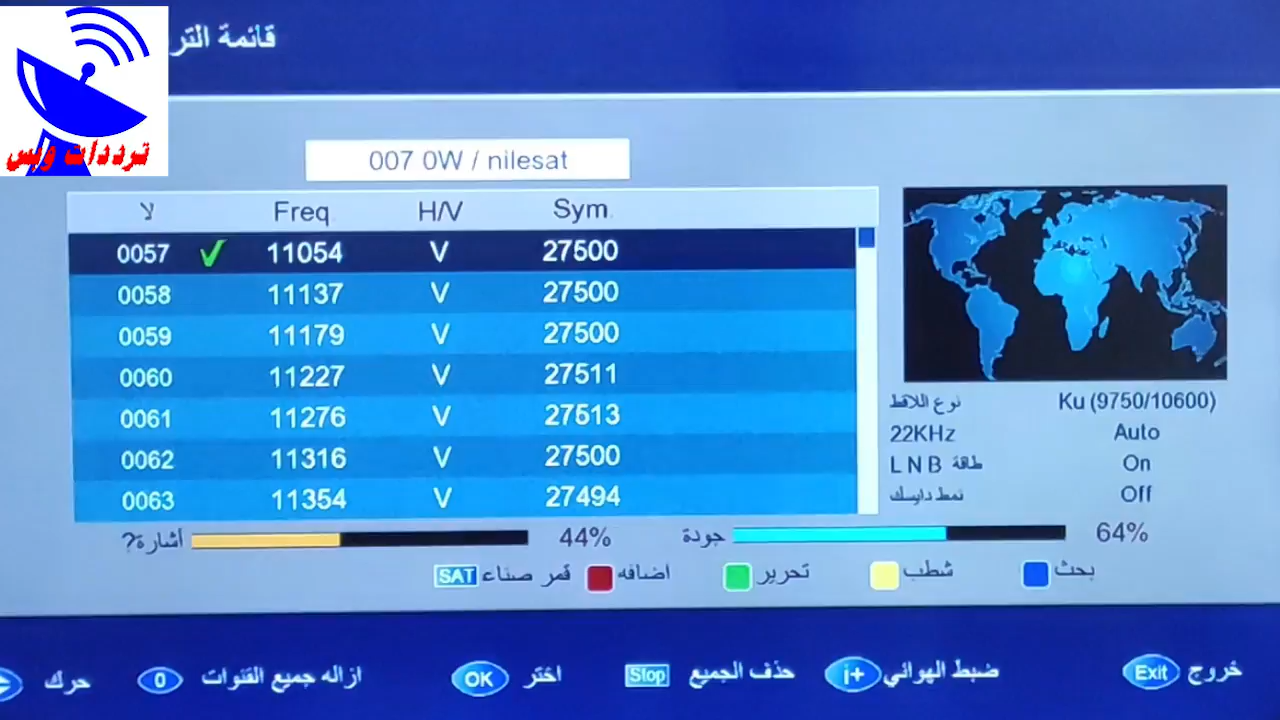 قائمة التر
ترددات ويس
007 0W / nilesat
لا Freq H/V Sym
0057 11054 V 27500
0058 11137 V 27500
0059 11179 V 27500
0060 11227 V 27511
0061 11276 V 27513
0062 11316 V 27500
0063 11354 V 27494
نوع اللاقط Ku (9750/10600)
22KHz Auto
طاقة LNB On
نمط دايسك Off
أشارة? 44% جودة 64%
SAT قمر صناء اضافه تحرير شطب بحث
حرك 0 ازاله جميع القنوات OK اختر Stop حذف الجميع i+ ضبط الهوائي Exit خروج